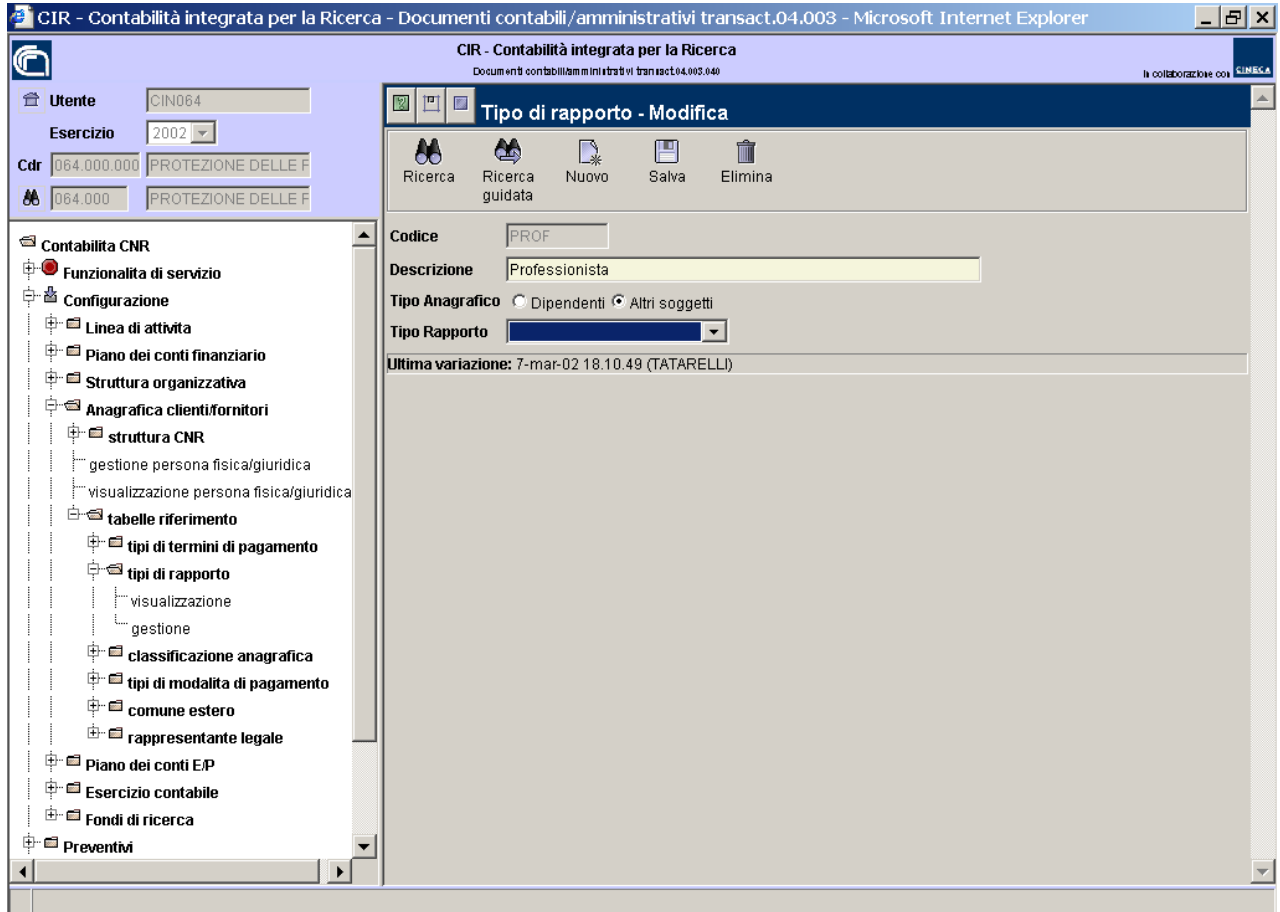 CIR - Contabilità integrata per la Ricerca - Documenti contabili/amministrativi transact.04.003 - Microsoft Internet Explorer
CIR - Contabilità integrata per la Ricerca
Documenti contabili/amministrativi transact.04.003.040
In collaborazione con CINECA
Utente CIN064
Esercizio 2002
Cdr 064.000.000 PROTEZIONE DELLE F
064.000 PROTEZIONE DELLE F
Contabilita CNR
Funzionalita di servizio
Configurazione
Linea di attivita
Piano dei conti finanziario
Struttura organizzativa
Anagrafica clienti/fornitori
struttura CNR
gestione persona fisica/giuridica
visualizzazione persona fisica/giuridica
tabelle riferimento
tipi di termini di pagamento
tipi di rapporto
visualizzazione
gestione
classificazione anagrafica
tipi di modalita di pagamento
comune estero
rappresentante legale
Piano dei conti E/P
Esercizio contabile
Fondi di ricerca
Preventivi
Tipo di rapporto - Modifica
Ricerca Ricerca Nuovo Salva Elimina
guidata
Codice PROF
Descrizione Professionista
Tipo Anagrafico Dipendenti Altri soggetti
Tipo Rapporto
Ultima variazione: 7-mar-02 18.10.49 (TATARELLI)